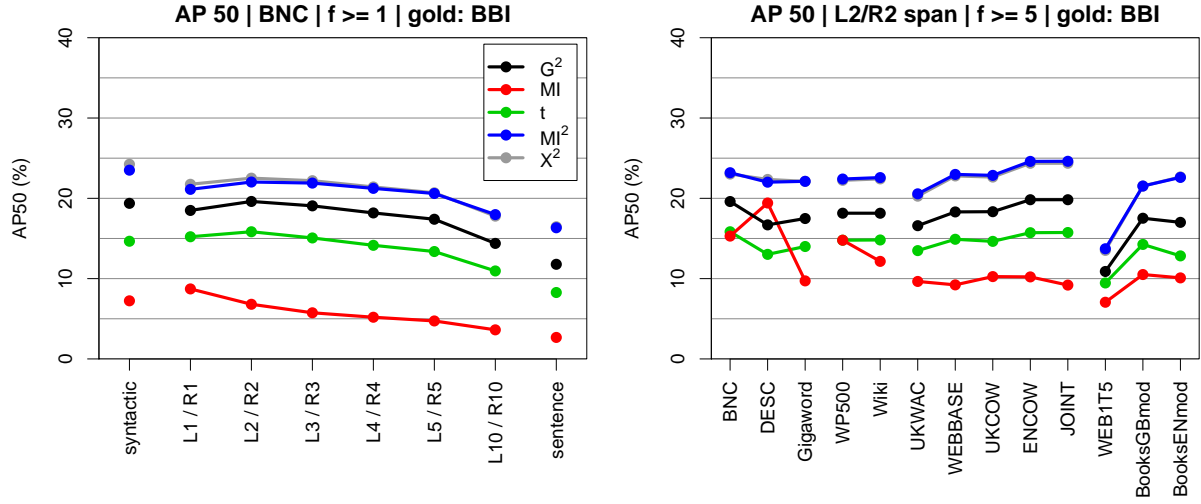 AP 50 | BNC | f >= 1 | gold: BBI
AP50 (%)
40
30
20
10
0
G²
MI
t
MI²
X²
syntactic
L1 / R1
L2 / R2
L3 / R3
L4 / R4
L5 / R5
L10 / R10
sentence
AP 50 | L2/R2 span | f >= 5 | gold: BBI
AP50 (%)
40
30
20
10
0
BNC
DESC
Gigaword
WP500
Wiki
UKWAC
WEBBASE
UKCOW
ENCOW
JOINT
WEB1T5
BooksGBmod
BooksENmod